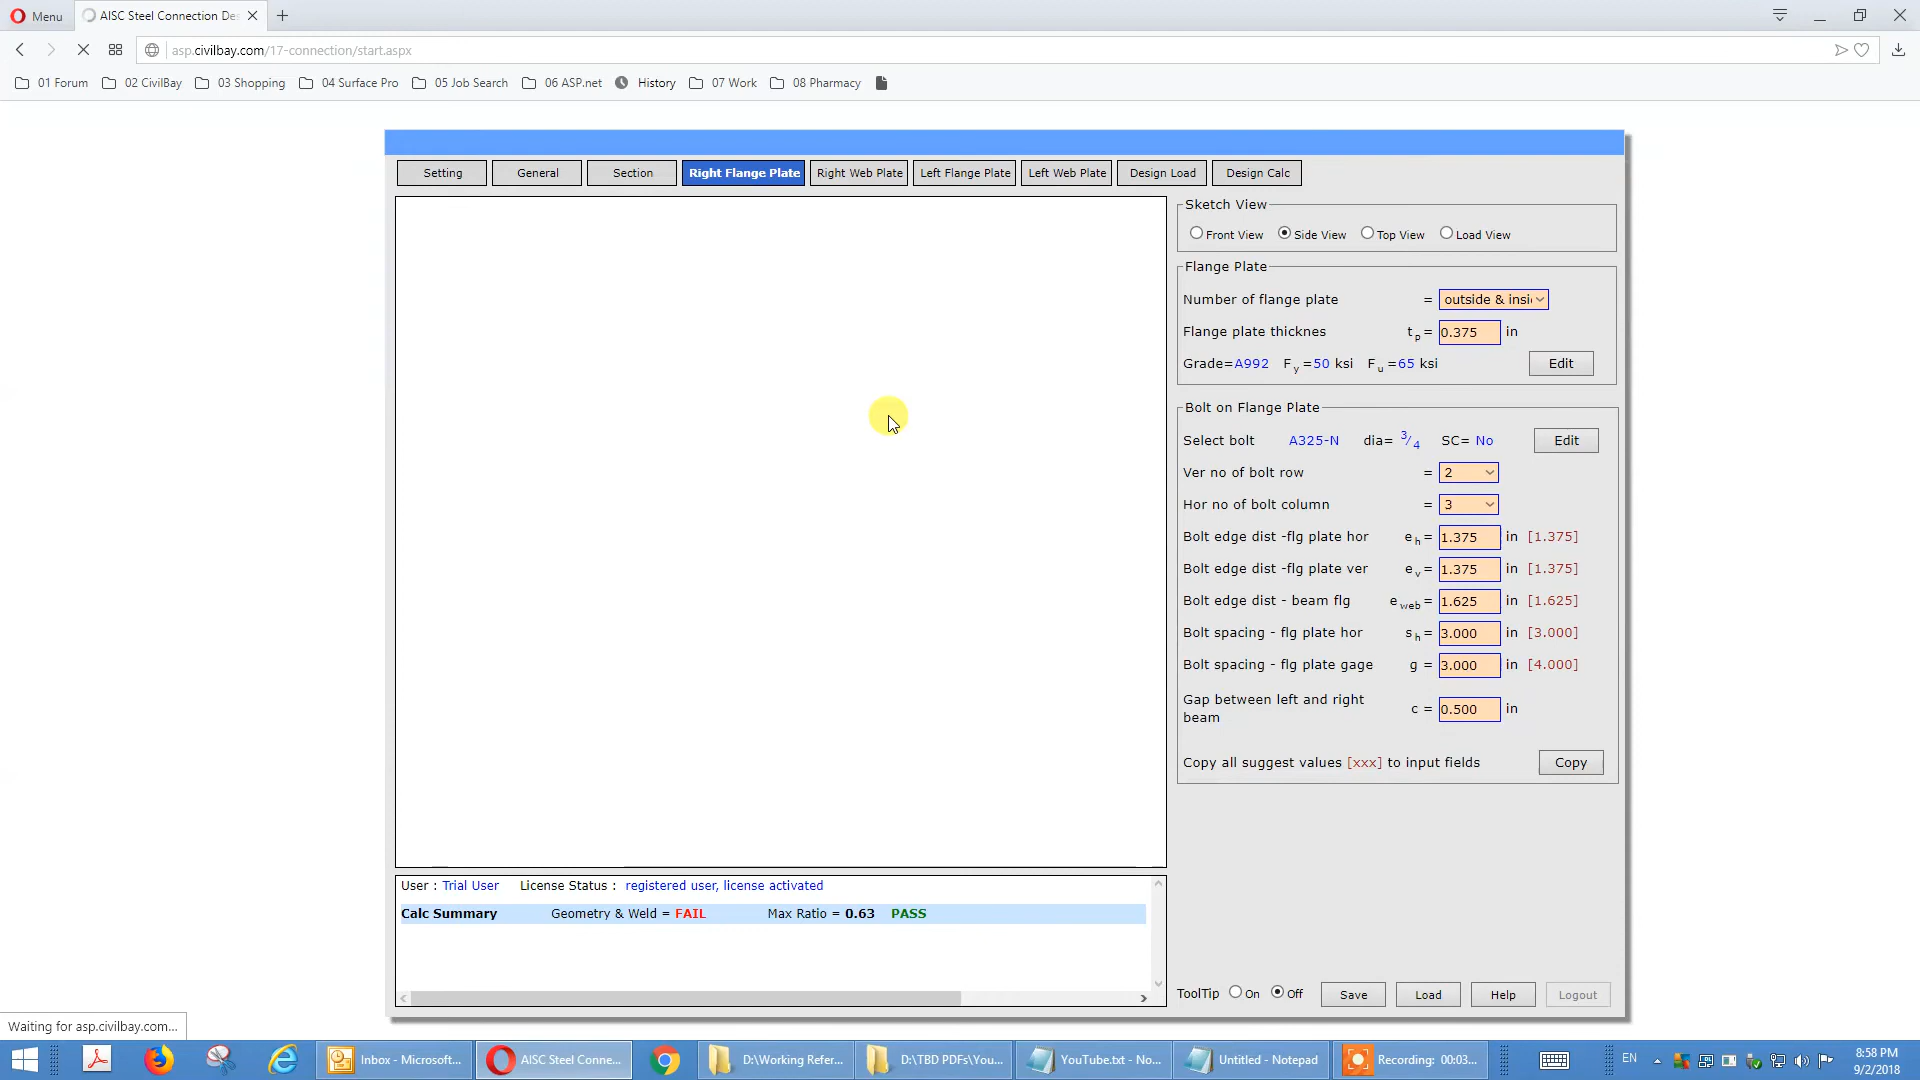 Menu
AISC Steel Connection De
asp.civilbay.com/17-connection/start.aspx
01 Forum
02 CivilBay
03 Shopping
04 Surface Pro
05 Job Search
06 ASP.net
History
07 Work
08 Pharmacy
Setting
General
Section
Right Flange Plate
Right Web Plate
Left Flange Plate
Left Web Plate
Design Load
Design Calc
Sketch View
Front View
Side View
Top View
Load View
Flange Plate
Number of flange plate = outside & insi
Flange plate thicknes tp= 0.375 in
Grade=A992 Fy =50 ksi Fu =65 ksi Edit
Bolt on Flange Plate
Select bolt A325-N dia= 3/4 SC= No Edit
Ver no of bolt row = 2
Hor no of bolt column = 3
Bolt edge dist -flg plate hor eh= 1.375 in [1.375]
Bolt edge dist -flg plate ver ev= 1.375 in [1.375]
Bolt edge dist - beam flg eweb= 1.625 in [1.625]
Bolt spacing - flg plate hor sh= 3.000 in [3.000]
Bolt spacing - flg plate gage g = 3.000 in [4.000]
Gap between left and right
beam c = 0.500 in
Copy all suggest values [xxx] to input fields Copy
User : Trial User License Status : registered user, license activated
Calc Summary Geometry & Weld = FAIL Max Ratio = 0.63 PASS
ToolTip On Off Save Load Help Logout
Waiting for asp.civilbay.com...
Inbox - Microsoft...
AISC Steel Conne...
D:\Working Refer...
D:\TBD PDFs\You...
YouTube.txt - No...
Untitled - Notepad
Recording: 00:03...
EN
8:58 PM
9/2/2018